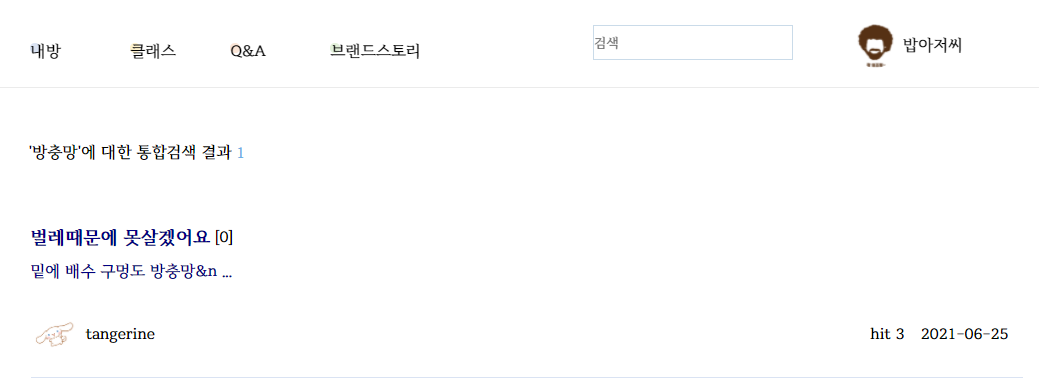 내방 클래스 Q&A 브랜드스토리 검색 밥아저씨
'방충망'에 대한 통합검색 결과 1
벌레때문에 못살겠어요 [0]
밑에 배수 구멍도 방충망&n ...
tangerine hit 3 2021-06-25